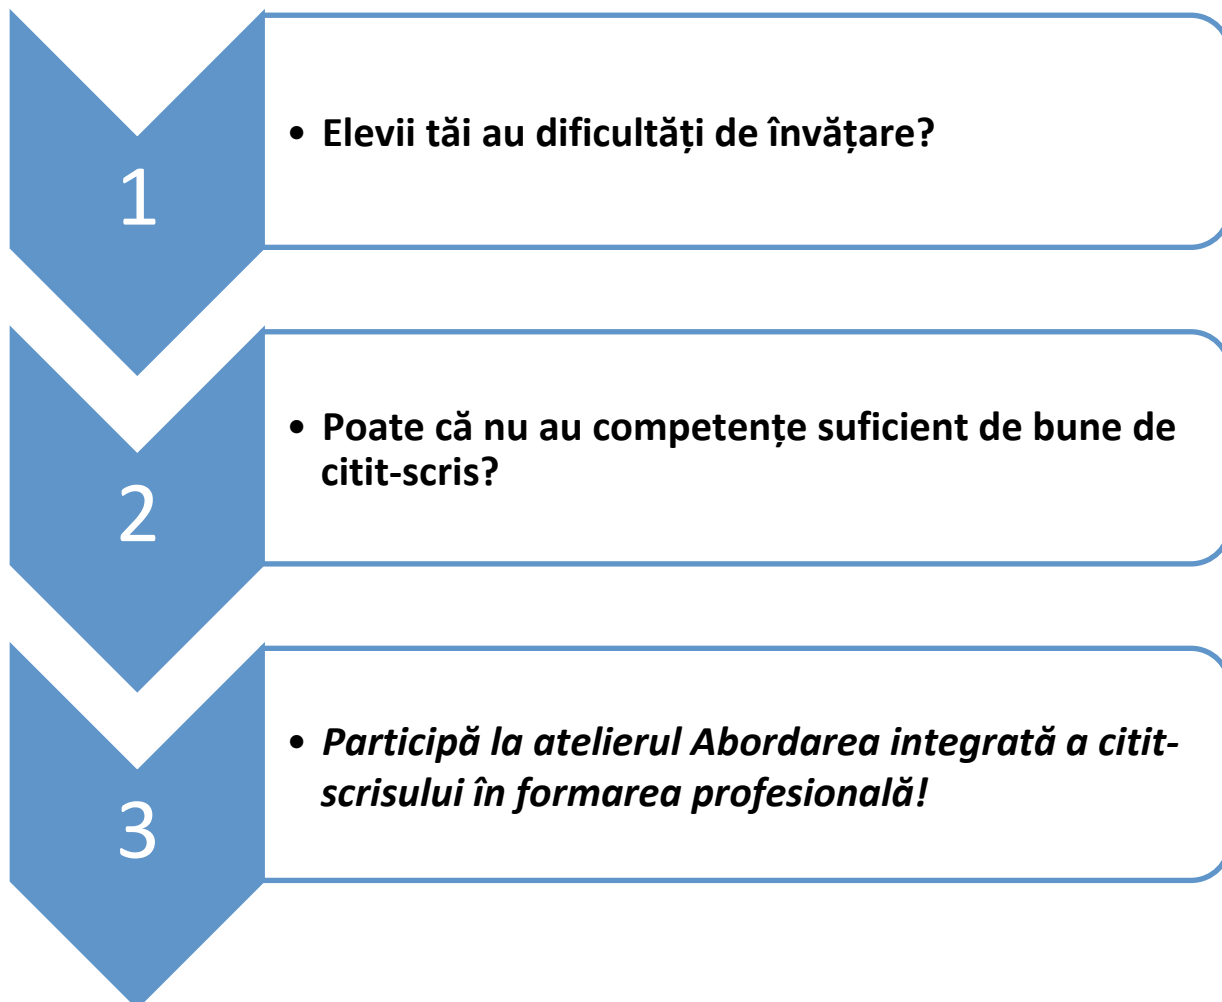 1
• Elevii tăi au dificultăți de învățare?
2
• Poate că nu au competențe suficient de bune de
citit-scris?
3
• Participă la atelierul Abordarea integrată a citit-
scrisului în formarea profesională!